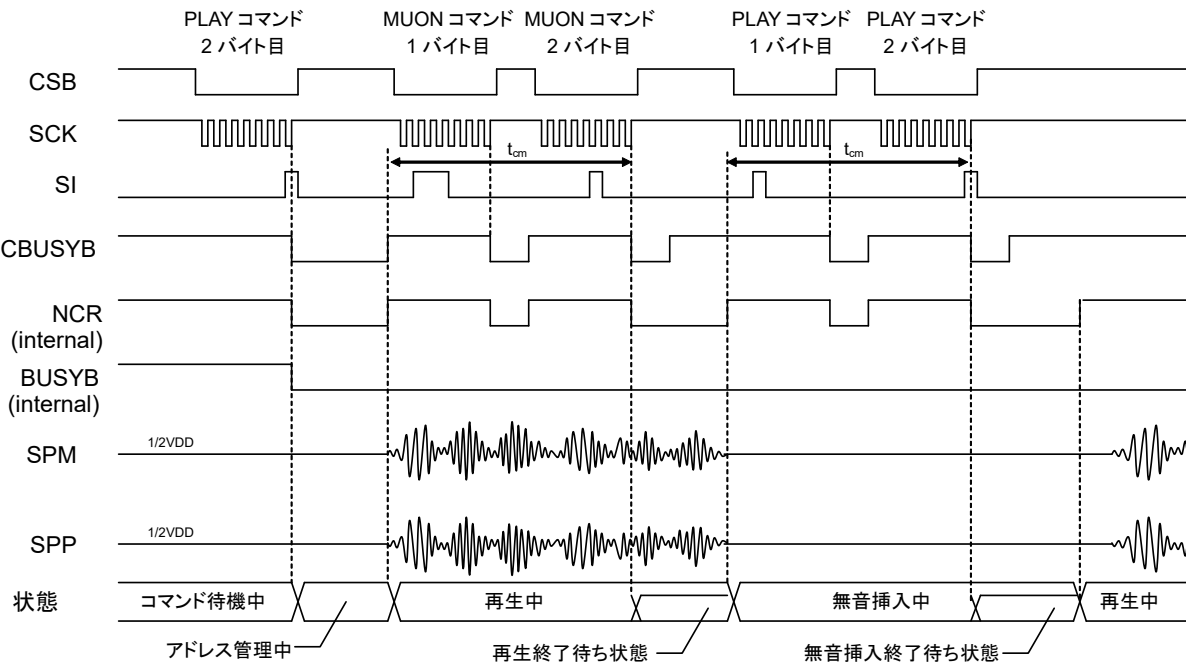 PLAY コマンド
2 バイト目
MUON コマンド
1 バイト目
MUON コマンド
2 バイト目
PLAY コマンド
1 バイト目
PLAY コマンド
2 バイト目
CSB
SCK
tcm
tcm
SI
CBUSYB
NCR
(internal)
BUSYB
(internal)
1/2VDD
SPM
1/2VDD
SPP
状態
コマンド待機中
再生中
無音挿入中
再生中
アドレス管理中
再生終了待ち状態
無音挿入終了待ち状態